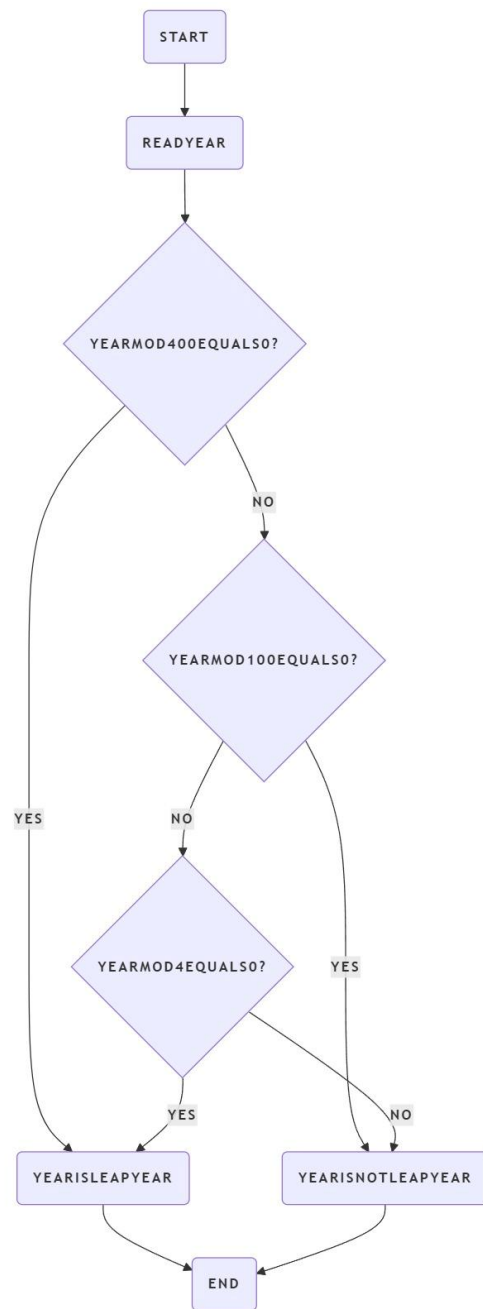 START
READYEAR
YEARMOD400EQUALS0?
NO
YEARMOD100EQUALS0?
YES
NO
YEARMOD4EQUALS0?
YES
YES
NO
YEARISLEAPYEAR
YEARISNOTLEAPYEAR
END